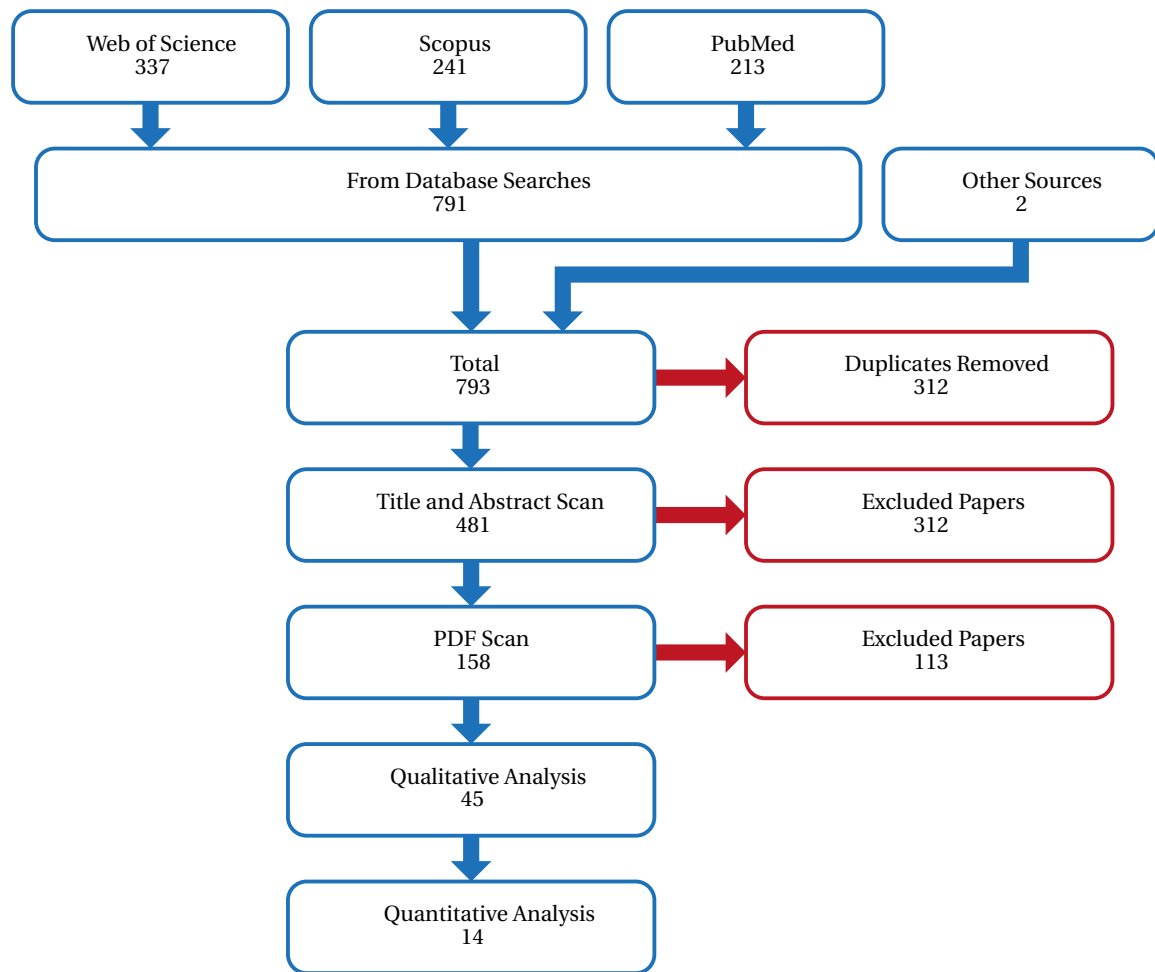 Web of Science
337
Scopus
241
PubMed
213
From Database Searches
791
Other Sources
2
Total
793
Duplicates Removed
312
Title and Abstract Scan
481
Excluded Papers
312
PDF Scan
158
Excluded Papers
113
Qualitative Analysis
45
Quantitative Analysis
14